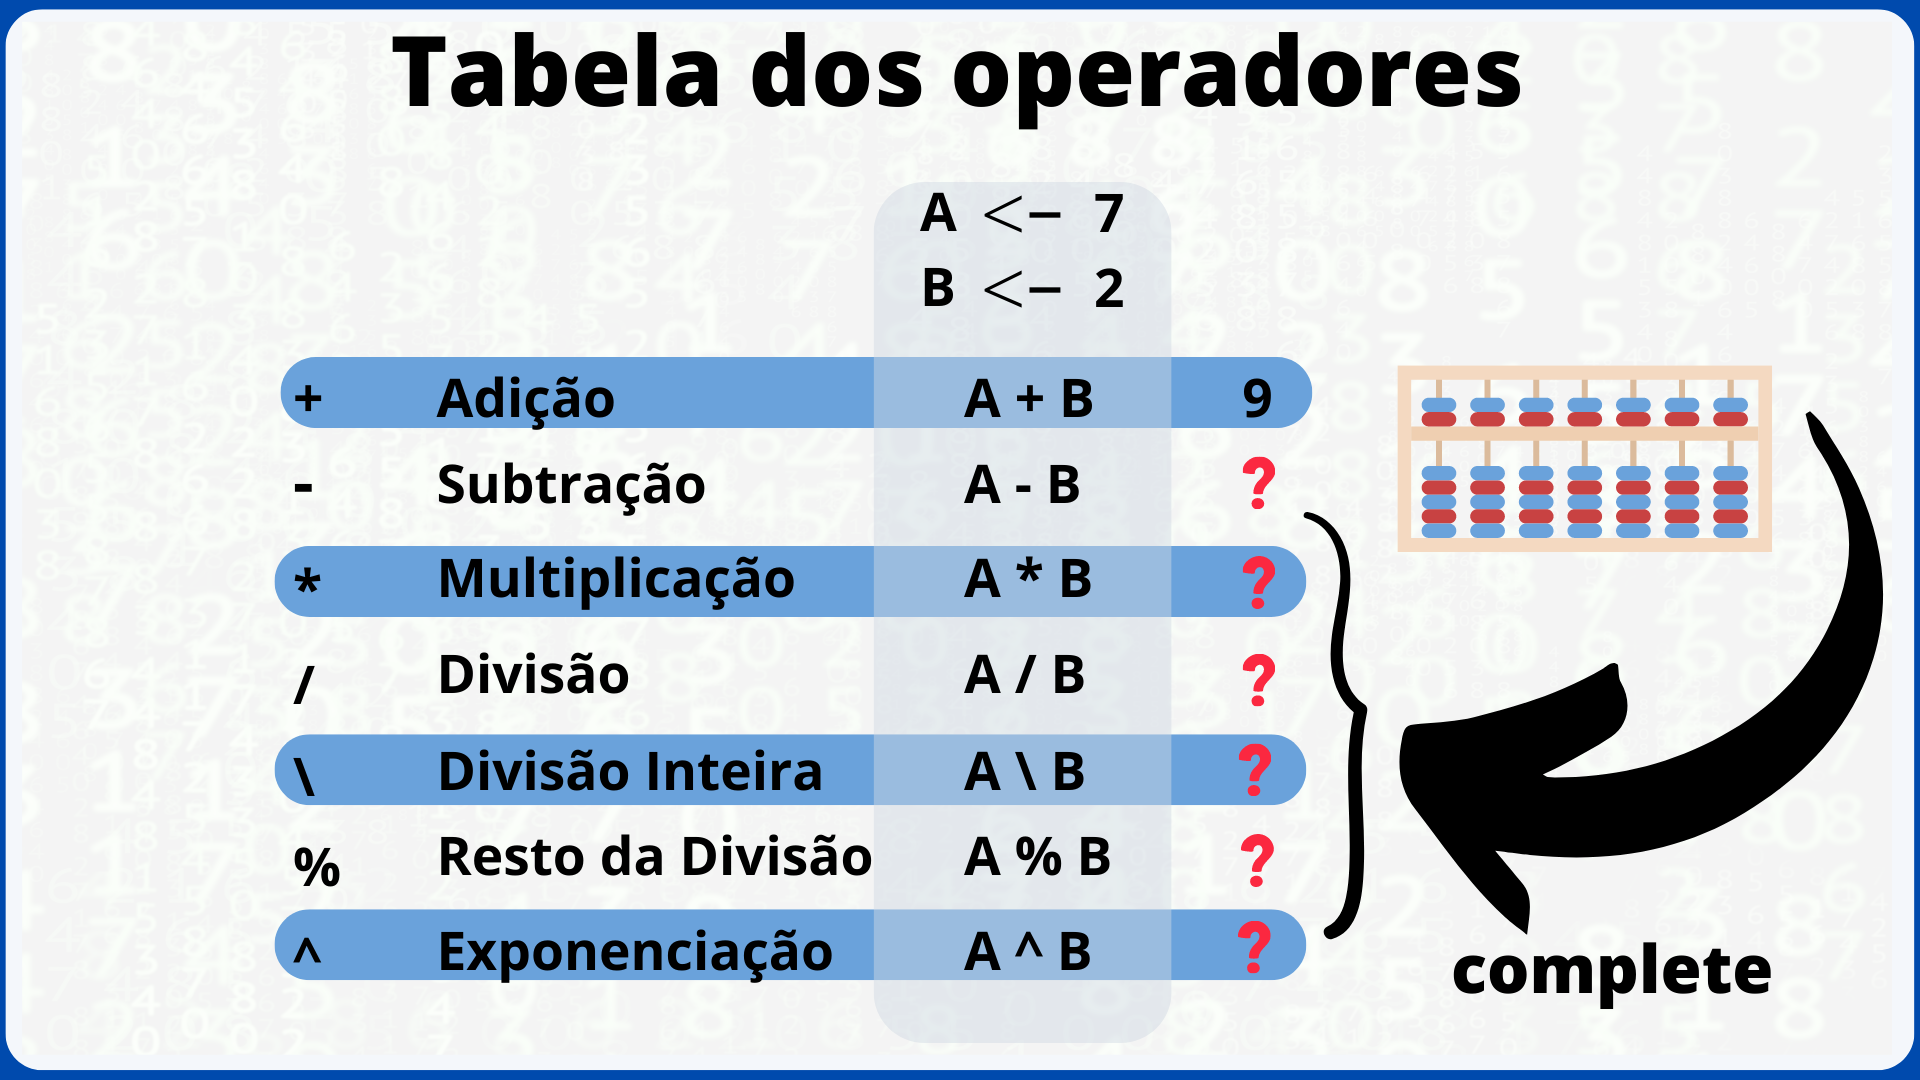 Tabela dos operadores
A <– 7
B <– 2
+ Adição A + B 9
- Subtração A - B ?
* Multiplicação A * B ?
/ Divisão A / B ?
\ Divisão Inteira A \ B ?
% Resto da Divisão A % B ?
^ Exponenciação A ^ B ?
complete